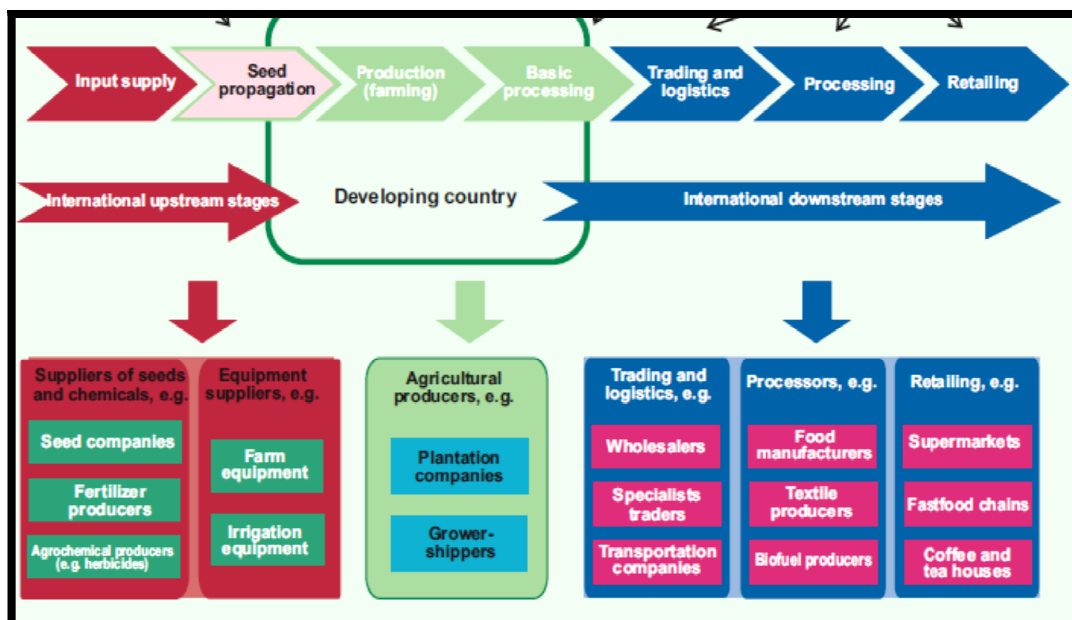 Input supply
Seed
propagation
Production
(farming)
Basic
processing
Trading and
logistics
Processing
Retailing
International upstream stages
Developing country
International downstream stages
Suppliers of seeds
and chemicals, e.g.
Seed companies
Fertilizer
producers
Agrochemical producers
(e.g. herbicides)
Equipment
suppliers, e.g.
Farm
equipment
Irrigation
equipment
Agricultural
producers, e.g.
Plantation
companies
Grower-
shippers
Trading and
logistics, e.g.
Wholesalers
Specialists
traders
Transportation
companies
Processors, e.g.
Food
manufacturers
Textile
producers
Biofuel producers
Retailing, e.g.
Supermarkets
Fastfood chains
Coffee and
tea houses